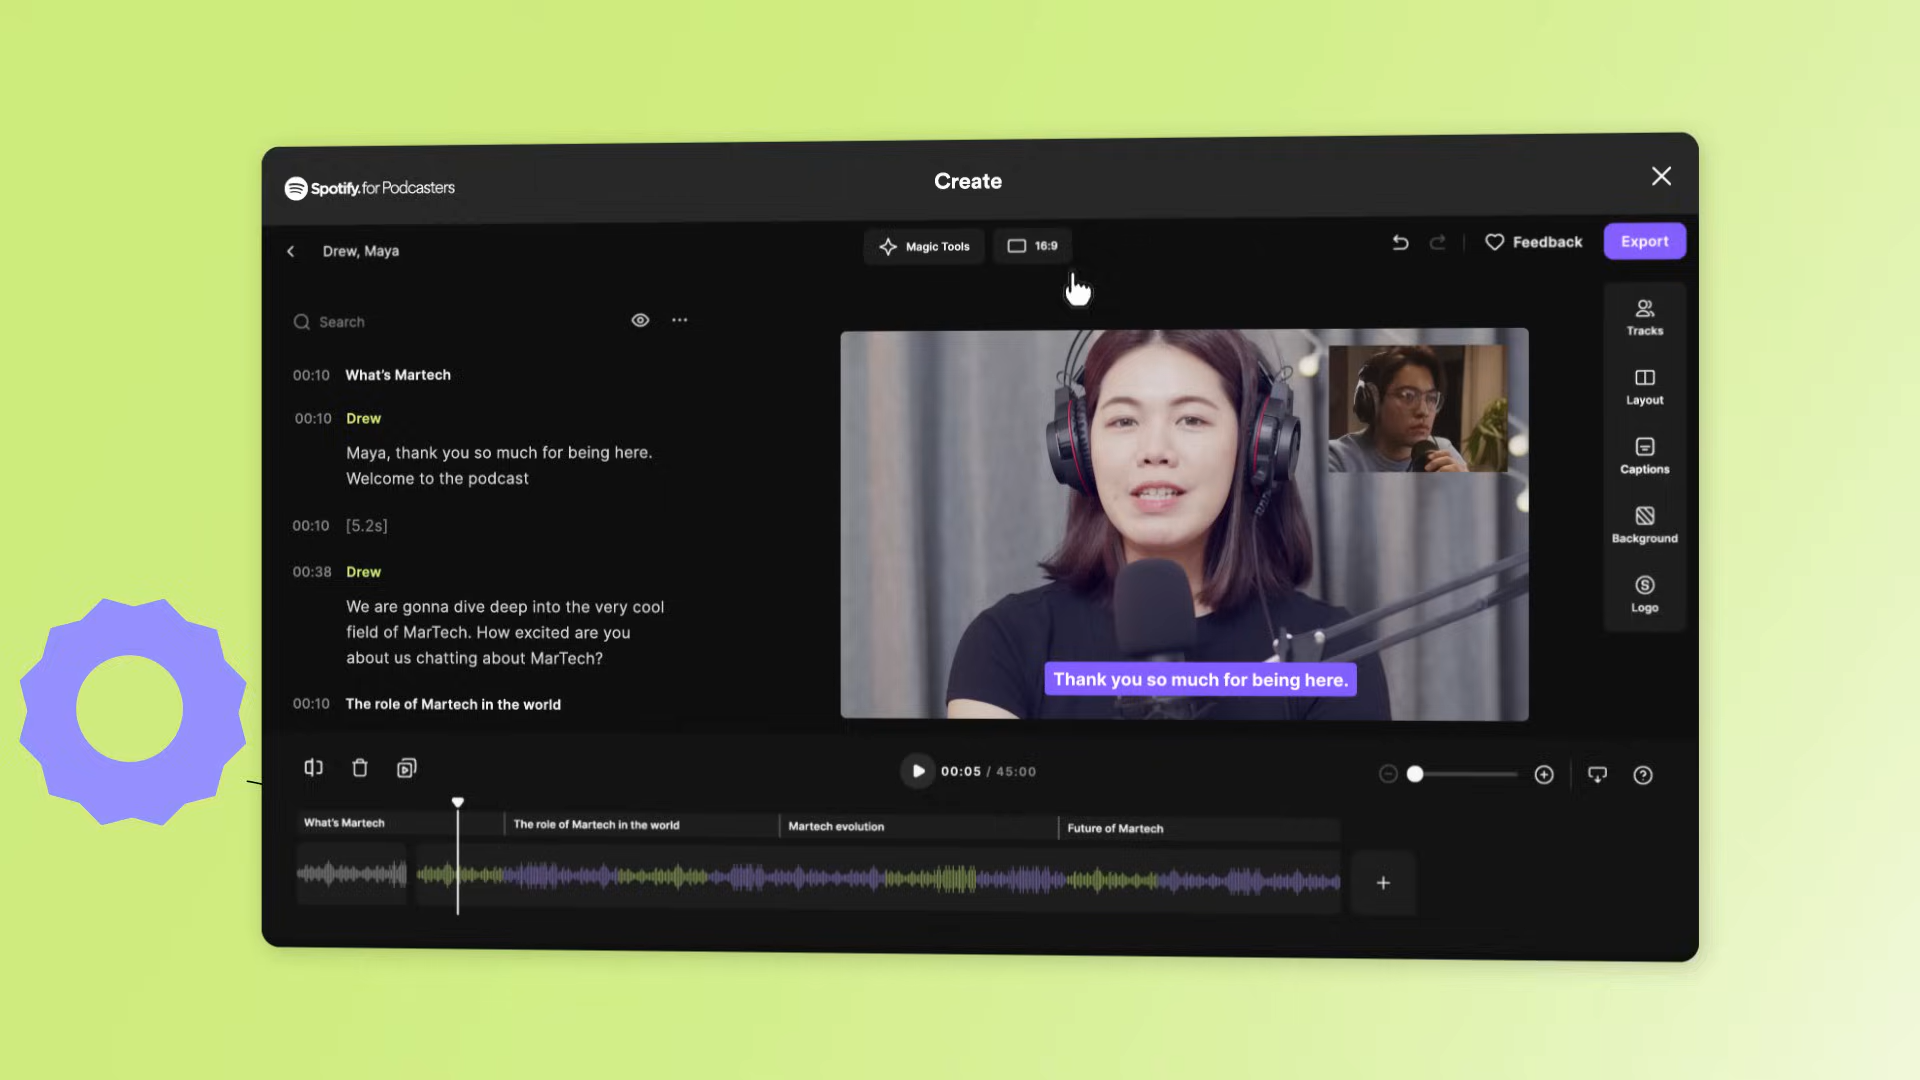 Spotify for Podcasters
Create
Drew, Maya
Magic Tools
16:9
Feedback
Export
Search
00:10 What's Martech
00:10 Drew
Maya, thank you so much for being here.
Welcome to the podcast
00:10 [5.2s]
00:38 Drew
We are gonna dive deep into the very cool
field of MarTech. How excited are you
about us chatting about MarTech?
00:10 The role of Martech in the world
Thank you so much for being here.
Tracks
Layout
Captions
Background
Logo
00:05 / 45:00
What's Martech
The role of Martech in the world
Martech evolution
Future of Martech